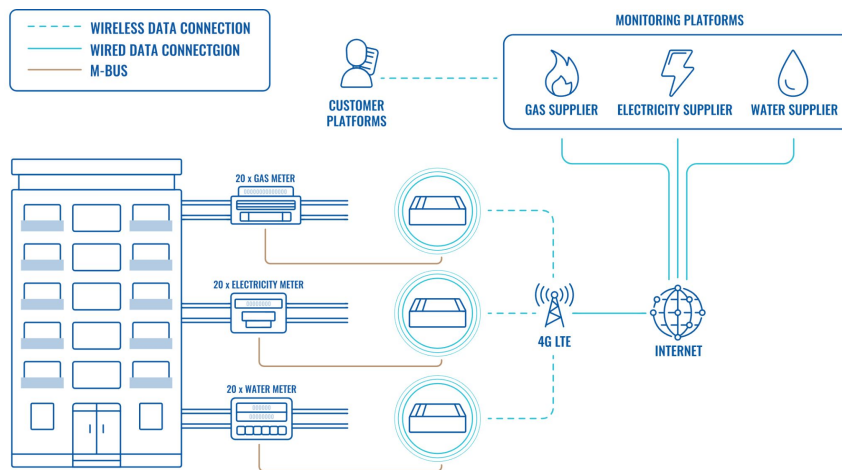 WIRELESS DATA CONNECTION
WIRED DATA CONNECTGION
M-BUS
MONITORING PLATFORMS
GAS SUPPLIER
ELECTRICITY SUPPLIER
WATER SUPPLIER
CUSTOMER
PLATFORMS
20 x GAS METER
20 x ELECTRICITY METER
20 x WATER METER
4G LTE
INTERNET